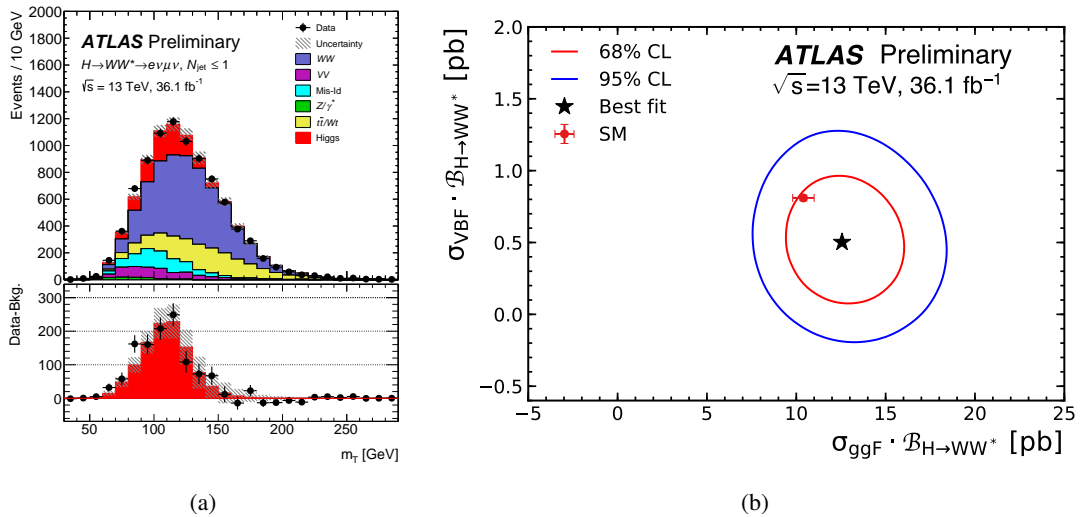 Events / 10 GeV
2000
1800
1600
1400
1200
1000
800
600
400
200
0
ATLAS Preliminary
H→WW*→eνμν, N_jet ≤ 1
√s = 13 TeV, 36.1 fb⁻¹
Data
Uncertainty
WW
VV
Mis-Id
Z/γ*
tt̄/Wt
Higgs
Data-Bkg.
300
200
100
0
50 100 150 200 250
m_T [GeV]
(a)
σ_VBF · ℬ_H→WW* [pb]
2.0
1.5
1.0
0.5
0.0
−0.5
68% CL
95% CL
Best fit
SM
ATLAS Preliminary
√s=13 TeV, 36.1 fb⁻¹
−5 0 5 10 15 20 25
σ_ggF · ℬ_H→WW* [pb]
(b)